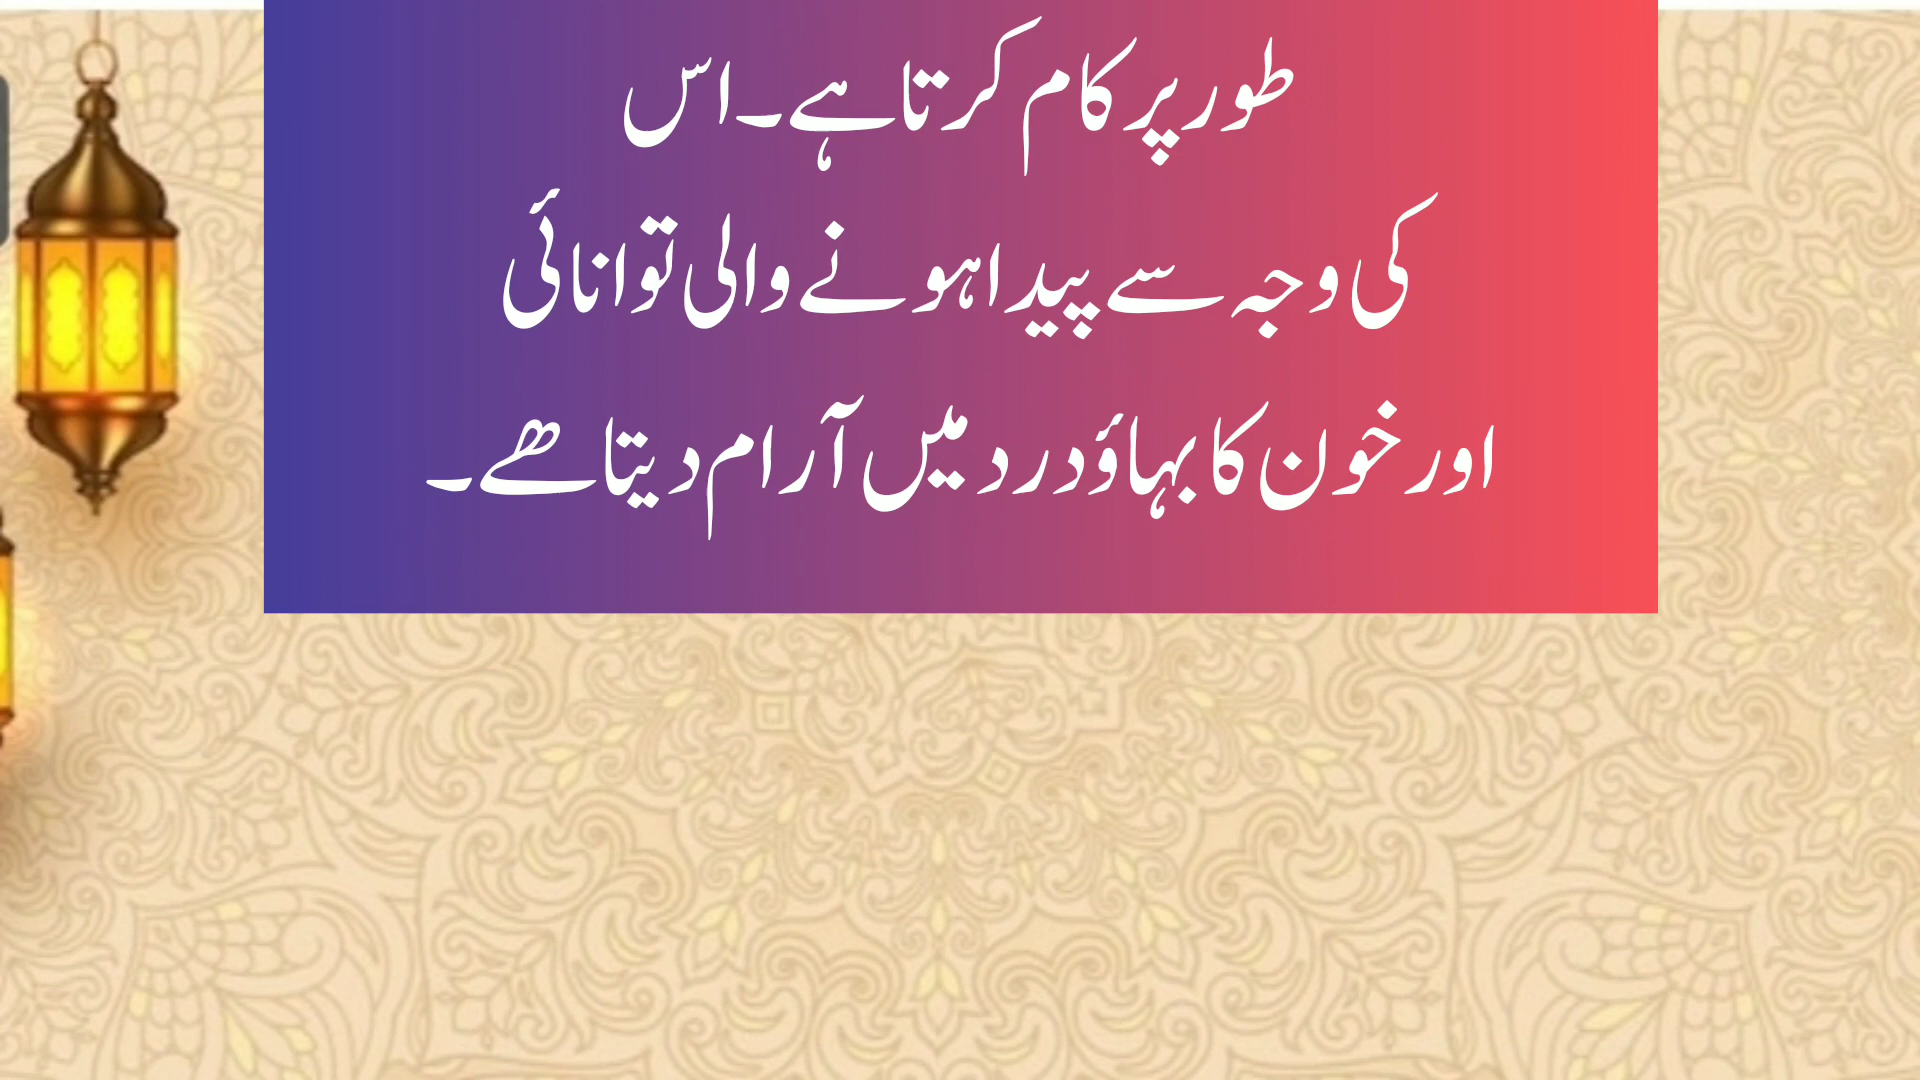 طور پر کام کرتا ہے۔ اس
کی وجہ سے پیدا ہونے والی توانائی
اور خون کا بہاؤ درد میں آرام دیتا ھے۔